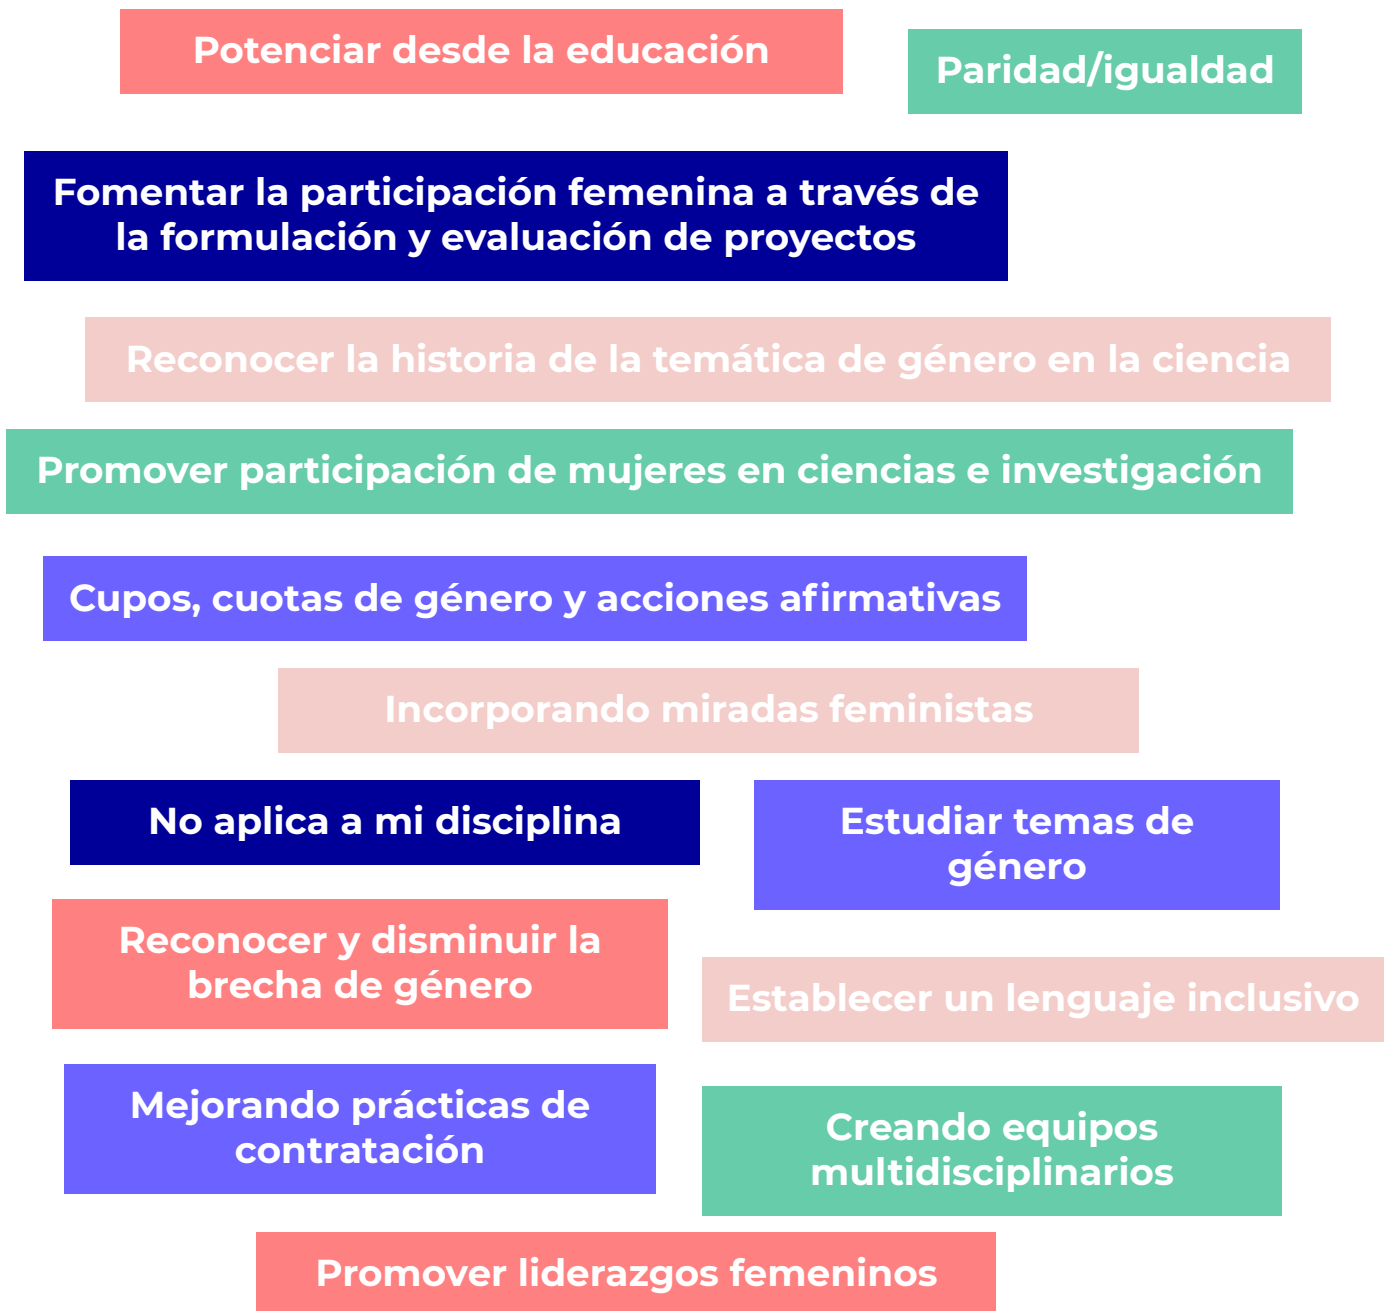 Potenciar desde la educación
Paridad/igualdad
Fomentar la participación femenina a través de
la formulación y evaluación de proyectos
Reconocer la historia de la temática de género en la ciencia
Promover participación de mujeres en ciencias e investigación
Cupos, cuotas de género y acciones afirmativas
Incorporando miradas feministas
No aplica a mi disciplina
Estudiar temas de
género
Reconocer y disminuir la
brecha de género
Establecer un lenguaje inclusivo
Mejorando prácticas de
contratación
Creando equipos
multidisciplinarios
Promover liderazgos femeninos